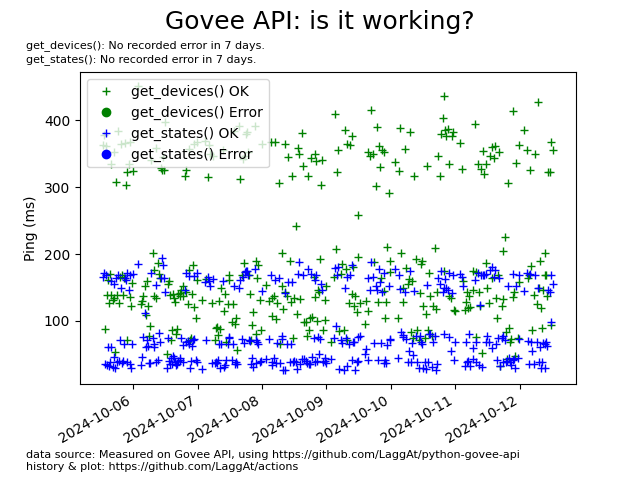 Govee API: is it working?
get_devices(): No recorded error in 7 days.
get_states(): No recorded error in 7 days.
get_devices() OK
get_devices() Error
get_states() OK
get_states() Error
Ping (ms)
400
300
200
100
2024-10-06
2024-10-07
2024-10-08
2024-10-09
2024-10-10
2024-10-11
2024-10-12
data source: Measured on Govee API, using https://github.com/LaggAt/python-govee-api
history & plot: https://github.com/LaggAt/actions